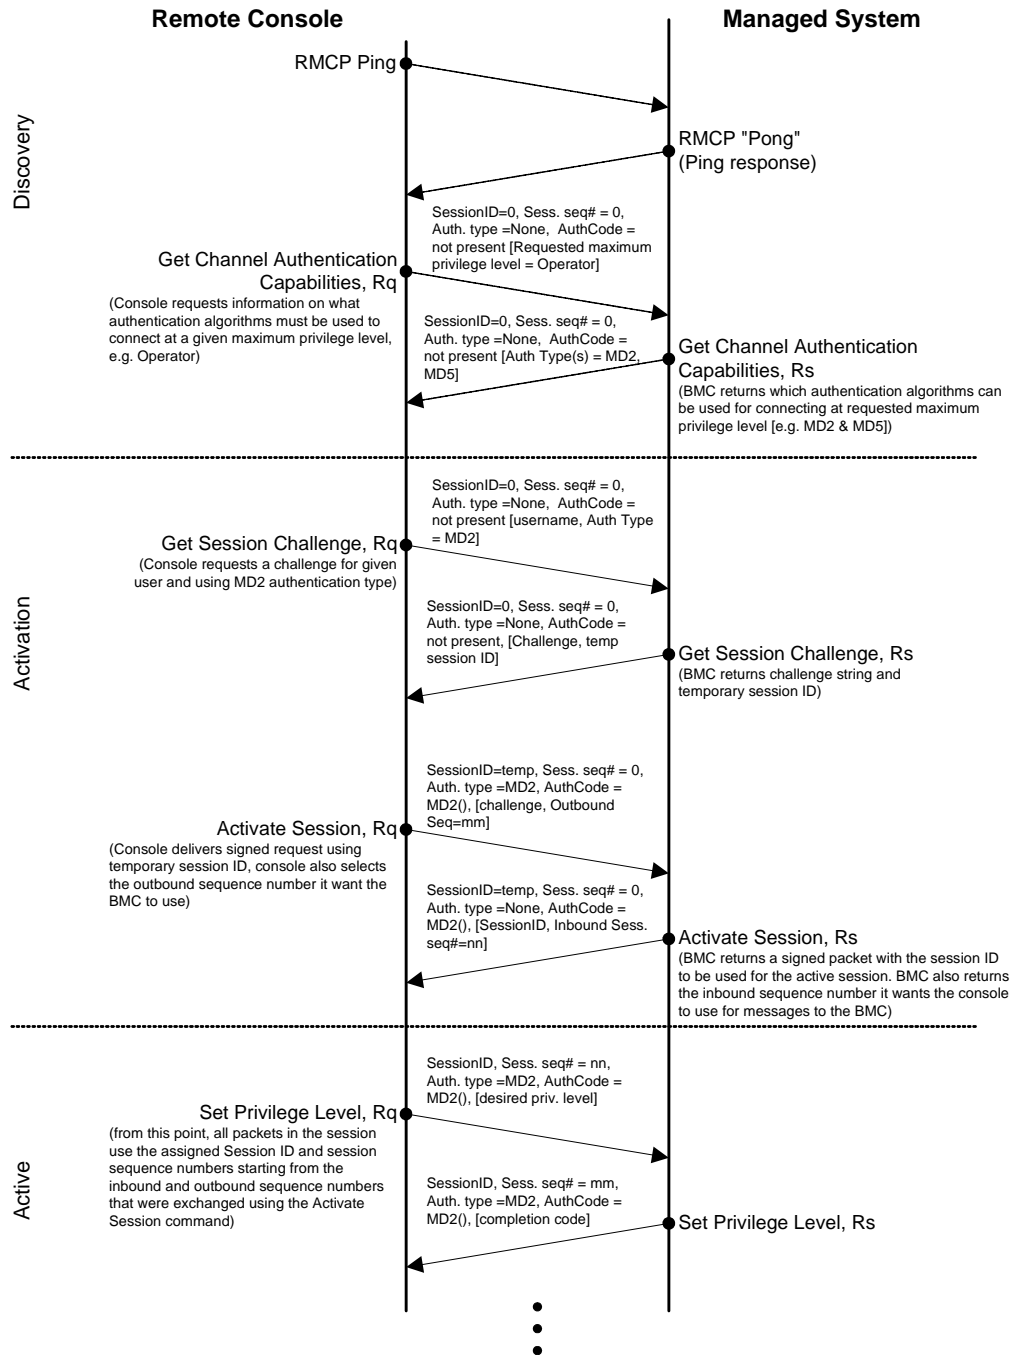 Remote Console
Managed System
Discovery
RMCP Ping
RMCP "Pong"
(Ping response)
SessionID=0, Sess. seq# = 0,
Auth. type =None, AuthCode =
not present [Requested maximum
privilege level = Operator]
Get Channel Authentication
Capabilities, Rq
(Console requests information on what
authentication algorithms must be used to
connect at a given maximum privilege level,
e.g. Operator)
SessionID=0, Sess. seq# = 0,
Auth. type =None, AuthCode =
not present [Auth Type(s) = MD2,
MD5]
Get Channel Authentication
Capabilities, Rs
(BMC returns which authentication algorithms can
be used for connecting at requested maximum
privilege level [e.g. MD2 & MD5])
Activation
SessionID=0, Sess. seq# = 0,
Auth. type =None, AuthCode =
not present [username, Auth Type
= MD2]
Get Session Challenge, Rq
(Console requests a challenge for given
user and using MD2 authentication type)
SessionID=0, Sess. seq# = 0,
Auth. type =None, AuthCode =
not present, [Challenge, temp
session ID]
Get Session Challenge, Rs
(BMC returns challenge string and
temporary session ID)
SessionID=temp, Sess. seq# = 0,
Auth. type =MD2, AuthCode =
MD2(), [challenge, Outbound
Seq=mm]
Activate Session, Rq
(Console delivers signed request using
temporary session ID, console also selects
the outbound sequence number it want the
BMC to use)
SessionID=temp, Sess. seq# = 0,
Auth. type =None, AuthCode =
MD2(), [SessionID, Inbound Sess.
seq#=nn]
Activate Session, Rs
(BMC returns a signed packet with the session ID
to be used for the active session. BMC also returns
the inbound sequence number it wants the console
to use for messages to the BMC)
Active
SessionID, Sess. seq# = nn,
Auth. type =MD2, AuthCode =
MD2(), [desired priv. level]
Set Privilege Level, Rq
(from this point, all packets in the session
use the assigned Session ID and session
sequence numbers starting from the
inbound and outbound sequence numbers
that were exchanged using the Activate
Session command)
SessionID, Sess. seq# = mm,
Auth. type =MD2, AuthCode =
MD2(), [completion code]
Set Privilege Level, Rs